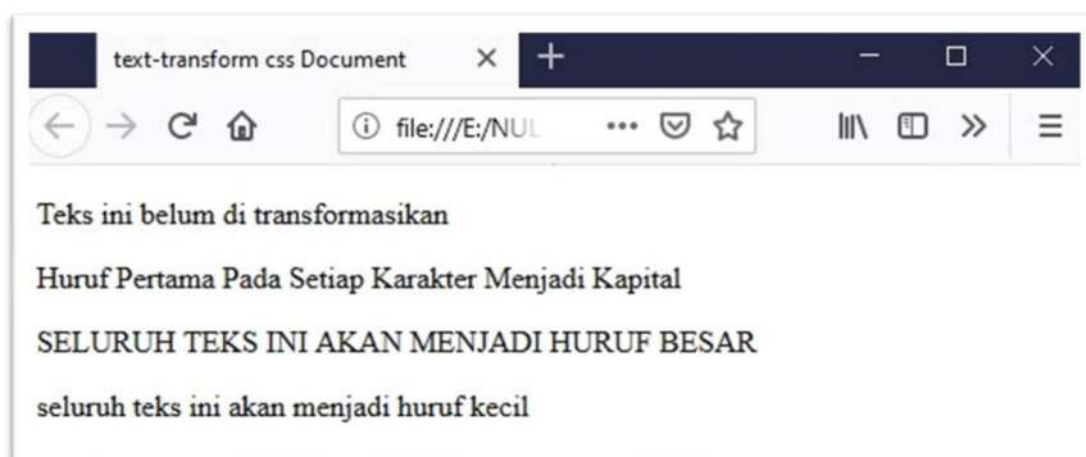 text-transform css Document
file:///E:/NUL
Teks ini belum di transformasikan
Huruf Pertama Pada Setiap Karakter Menjadi Kapital
SELURUH TEKS INI AKAN MENJADI HURUF BESAR
seluruh teks ini akan menjadi huruf kecil